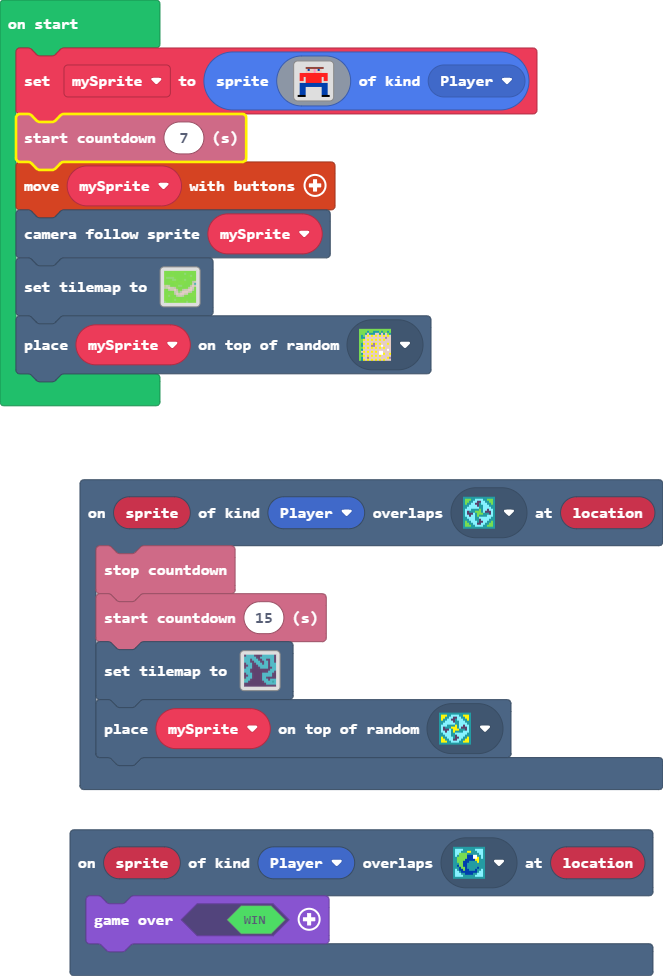 on start
set mySprite to sprite of kind Player
start countdown 7 (s)
move mySprite with buttons
camera follow sprite mySprite
set tilemap to
place mySprite on top of random
on sprite of kind Player overlaps at location
stop countdown
start countdown 15 (s)
set tilemap to
place mySprite on top of random
on sprite of kind Player overlaps at location
game over WIN